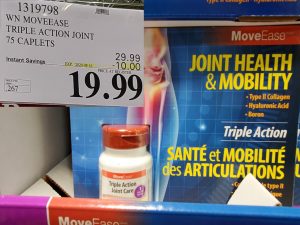 1319798
WN MOVEEASE
TRIPLE ACTION JOINT
75 CAPLETS
29.99
Instant Savings
-10.00
19.99
267
MoveEase
JOINT HEALTH
& MOBILITY
• Type II Collagen
• Hyaluronic Acid
• Boron
Triple Action
SANTÉ et MOBILITÉ
des ARTICULATIONS
MoveEase
Triple Action
Joint Care
MoveEase